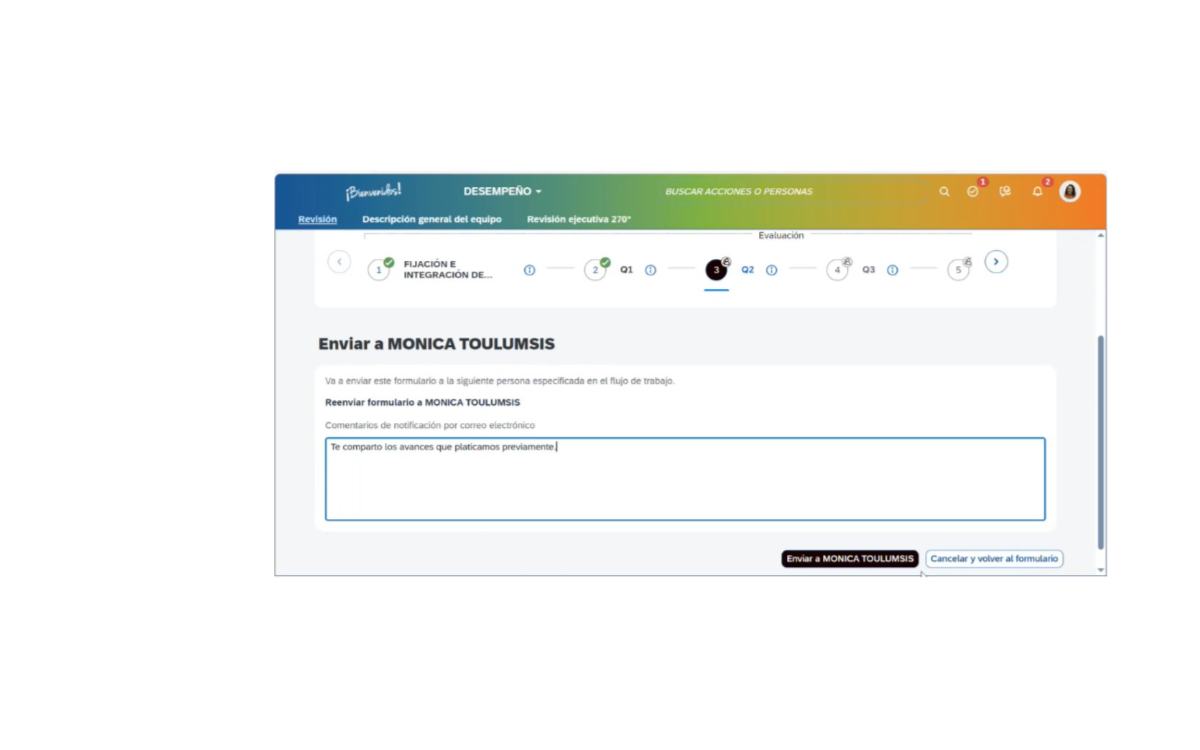 ¡Bienvenidos!
DESEMPEÑO
BUSCAR ACCIONES O PERSONAS
1
2
Revisión
Descripción general del equipo
Revisión ejecutiva 270°
Evaluación
1
FIJACIÓN E
INTEGRACIÓN DE...
2
Q1
3
Q2
4
Q3
5
Enviar a MONICA TOULUMSIS
Va a enviar este formulario a la siguiente persona especificada en el flujo de trabajo.
Reenviar formulario a MONICA TOULUMSIS
Comentarios de notificación por correo electrónico
Te comparto los avances que platicamos previamente.
Enviar a MONICA TOULUMSIS
Cancelar y volver al formulario